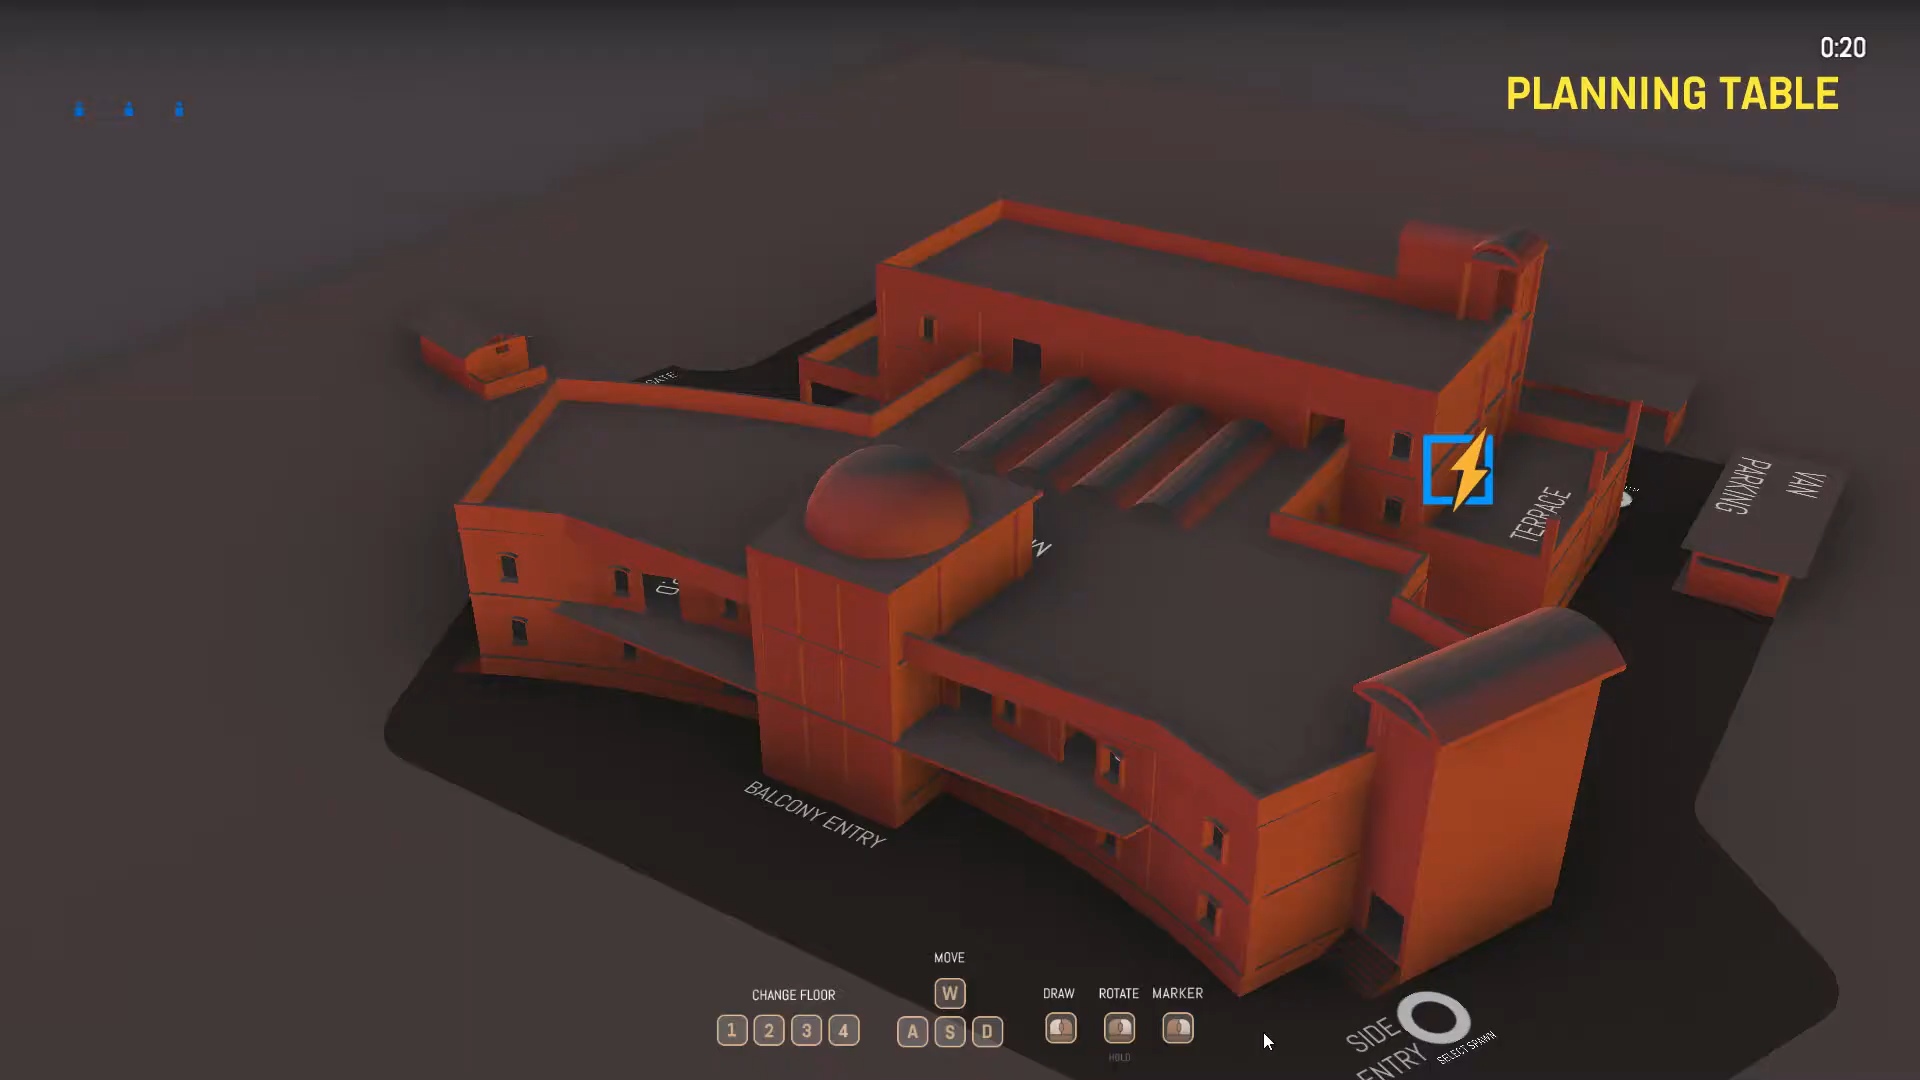 0:20
PLANNING TABLE
GATE
VAN
PARKING
TERRACE
BALCONY ENTRY
MOVE
W
CHANGE FLOOR
DRAW
ROTATE
MARKER
1
2
3
4
A
S
D
HOLD
SIDE
ENTRY
SELECT SPAWN